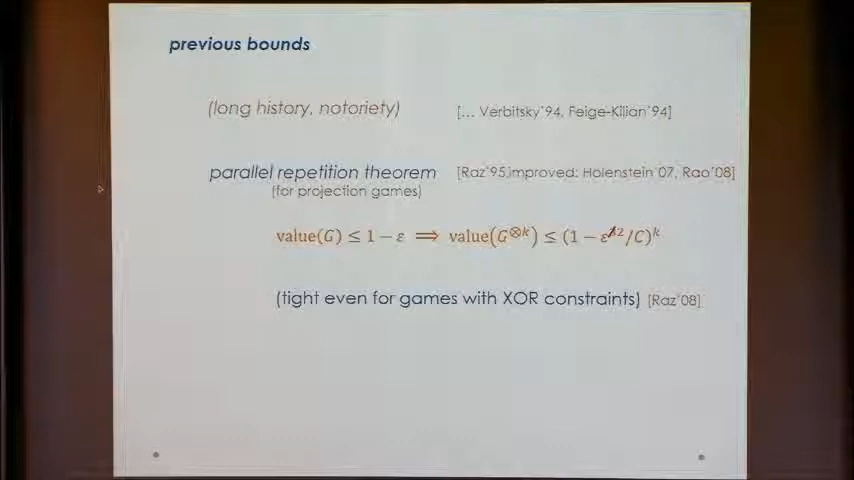 previous bounds
(long history, notoriety) [... Verbitsky'94, Feige-Kilian'94]
parallel repetition theorem [Raz'95,Improved: Holenstein'07, Rao'08]
(for projection games)
value(G) ≤ 1 − ε ⟹ value(G^{⊗k}) ≤ (1 − ε^2/C)^k
(tight even for games with XOR constraints) [Raz'08]